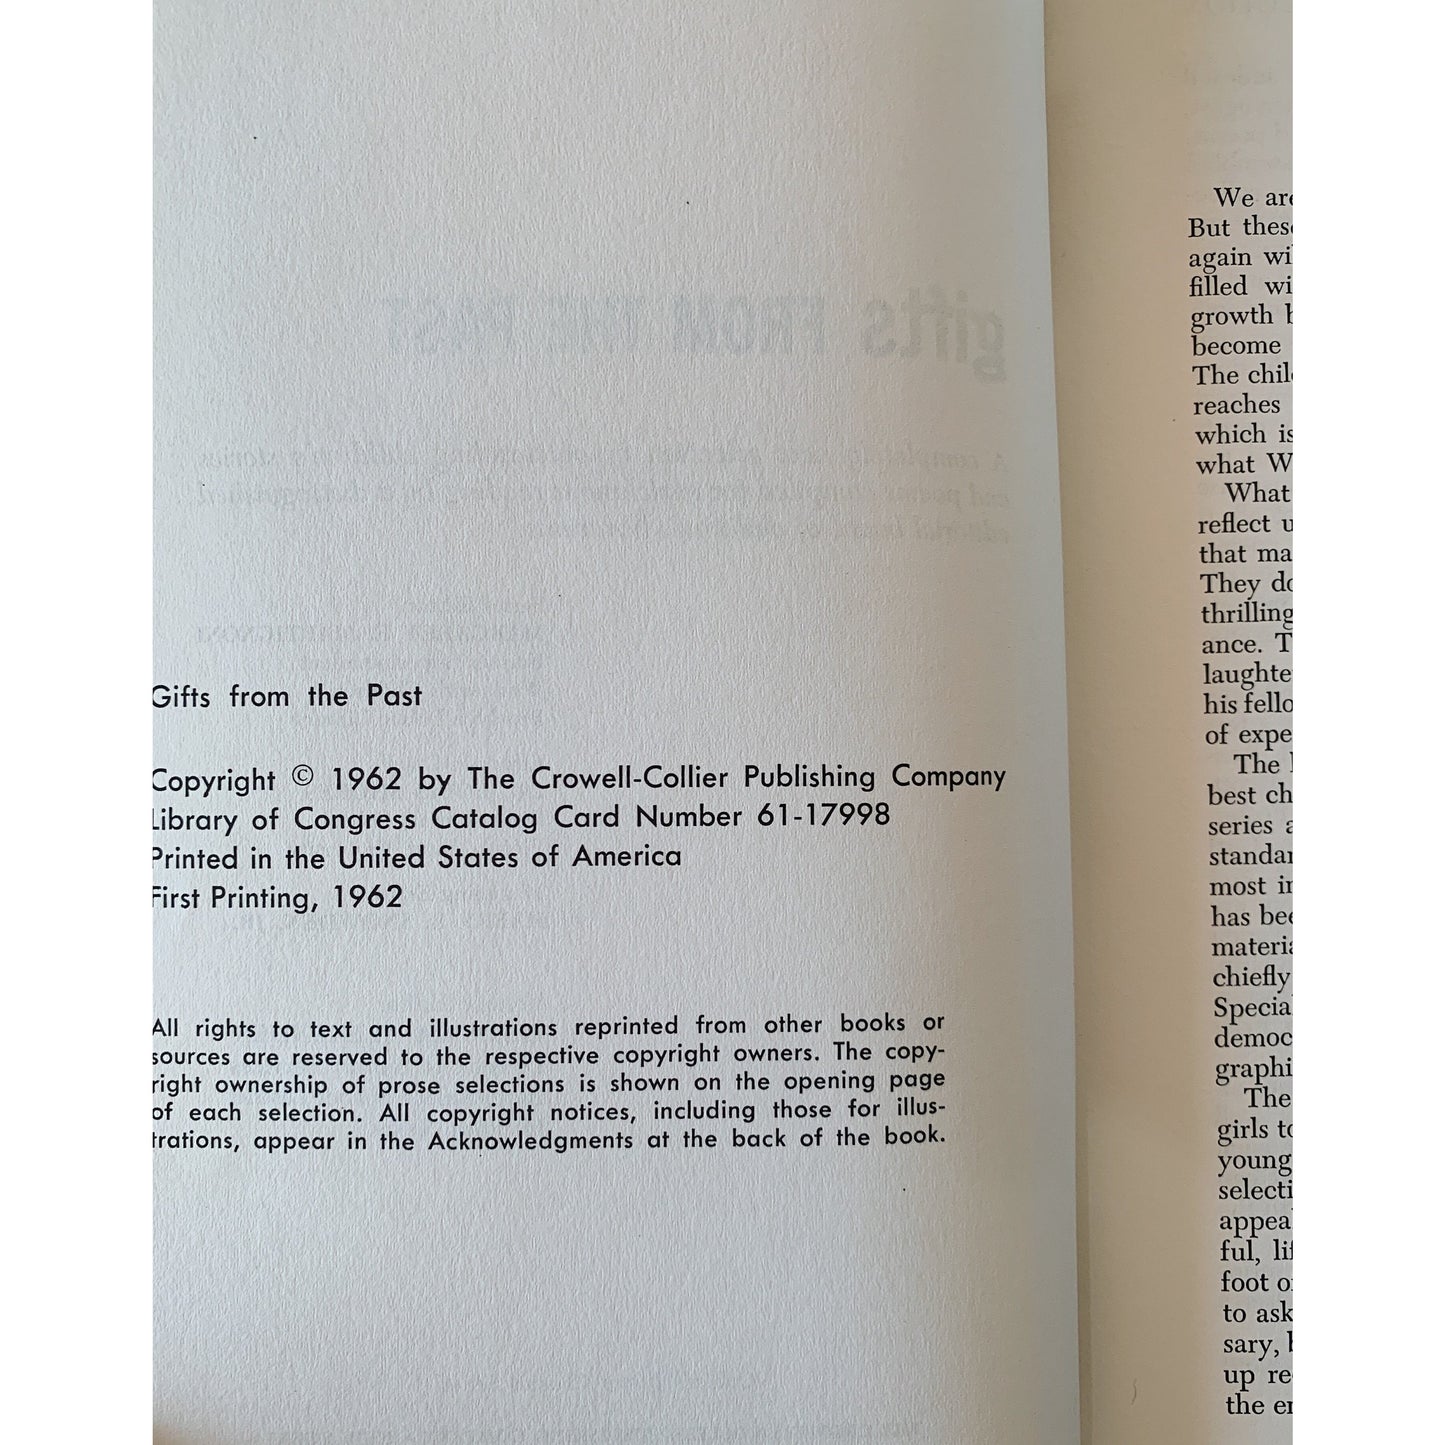 Gifts from the Past
Copyright © 1962 by The Crowell-Collier Publishing Company
Library of Congress Catalog Card Number 61-17998
Printed in the United States of America
First Printing, 1962
All rights to text and illustrations reprinted from other books or
sources are reserved to the respective copyright owners. The copy-
right ownership of prose selections is shown on the opening page
of each selection. All copyright notices, including those for illus-
trations, appear in the Acknowledgments at the back of the book.
We are
But these
again wi
filled wi
growth
become
The chil
reaches
which is
what W
What
reflect u
that ma
They do
thrilling
ance. T
laughte
his fello
of expe
The
best ch
series a
standar
most in
has bee
materia
chiefly
Specia
democ
graphi
The
girls to
young
selecti
appea
ful, lif
foot o
to ask
sary,
up re
the en